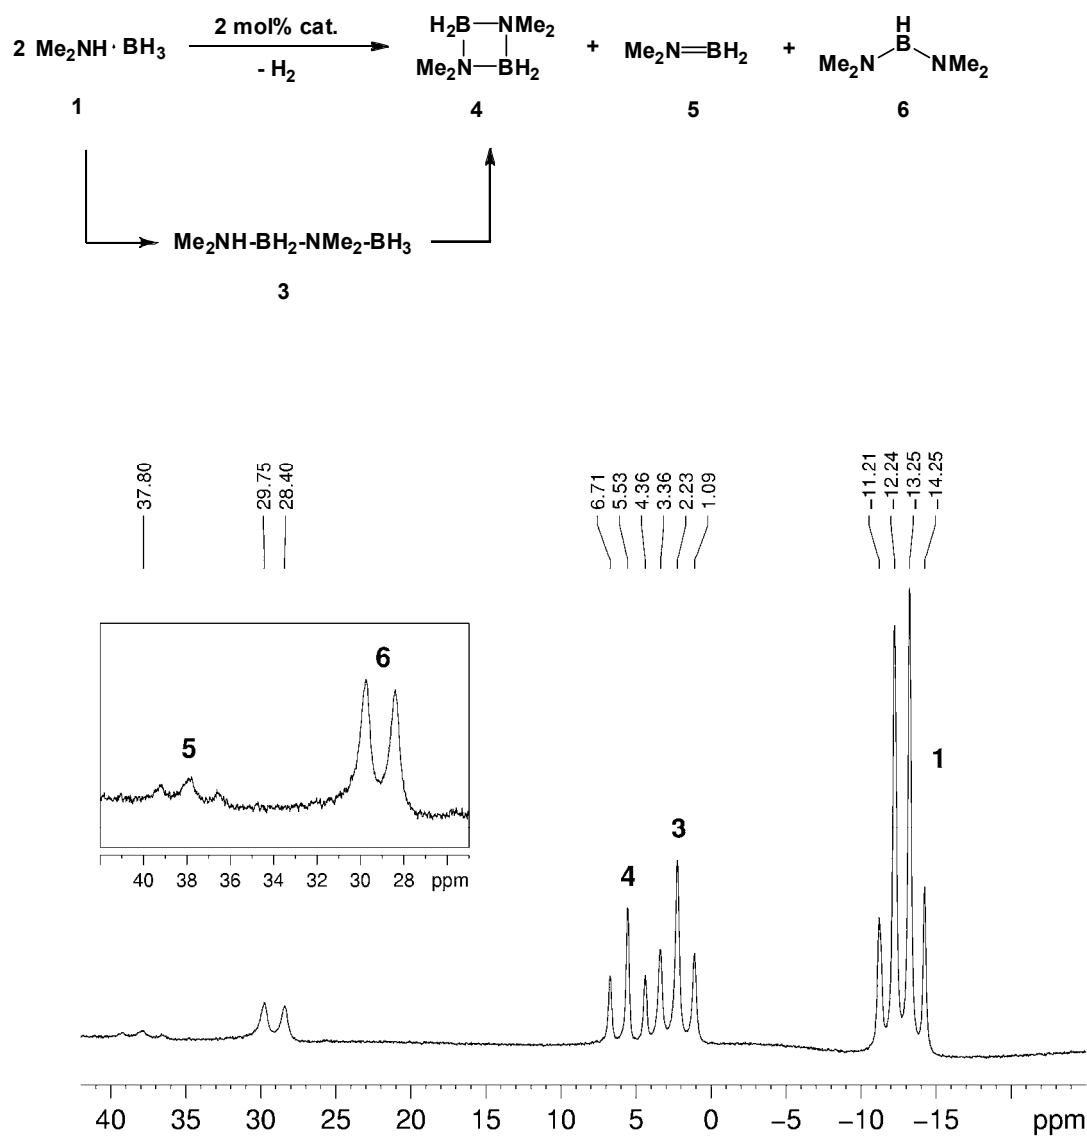 2 Me2NH · BH3
2 mol% cat.
- H2
H2B—NMe2
Me2N—BH2
+
Me2N=BH2
+
H
B
Me2N NMe2
1
4
5
6
Me2NH-BH2-NMe2-BH3
3
37.80
29.75
28.40
6.71
5.53
4.36
3.36
2.23
1.09
−11.21
−12.24
−13.25
−14.25
6
5
40 38 36 34 32 30 28 ppm
1
3
4
40 35 30 25 20 15 10 5 0 −5 −10 −15 ppm